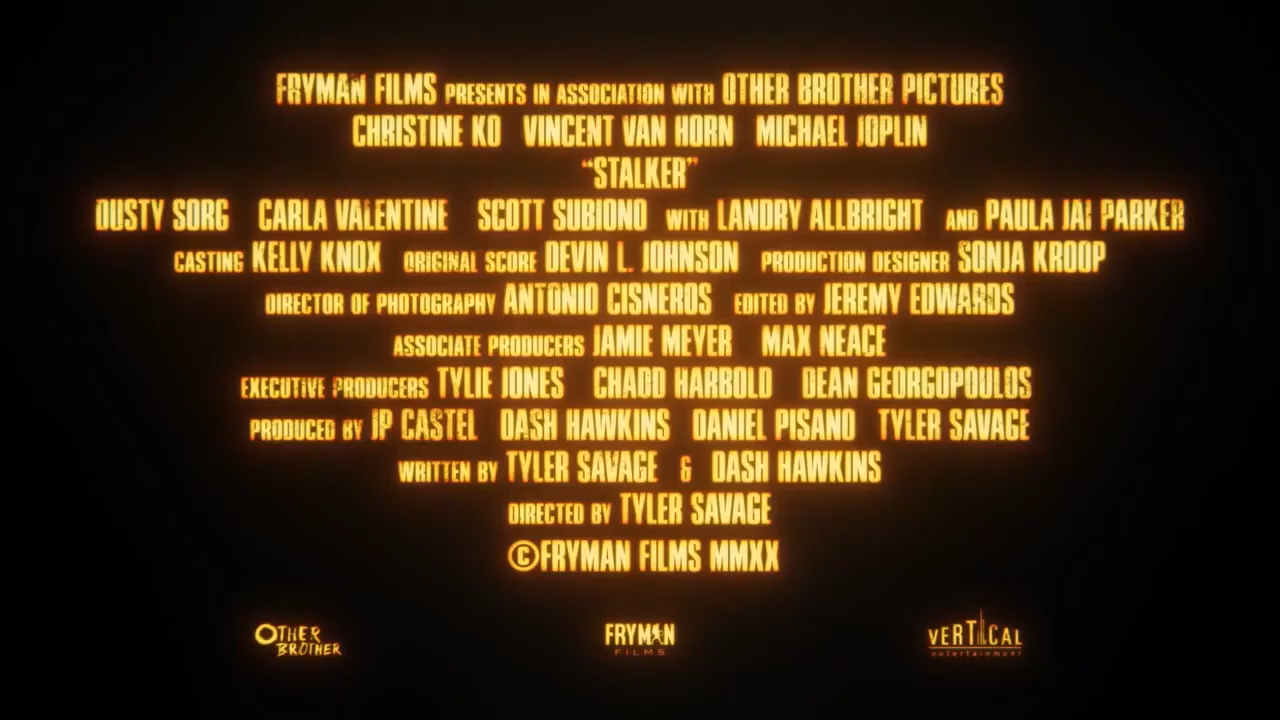 FRYMAN FILMS PRESENTS IN ASSOCIATION WITH OTHER BROTHER PICTURES
CHRISTINE KO VINCENT VAN HORN MICHAEL JOPLIN
“STALKER”
DUSTY SORG CARLA VALENTINE SCOTT SUBIONO WITH LANDRY ALLBRIGHT AND PAULA JAI PARKER
CASTING KELLY KNOX ORIGINAL SCORE DEVIN L. JOHNSON PRODUCTION DESIGNER SONJA KROOP
DIRECTOR OF PHOTOGRAPHY ANTONIO CISNEROS EDITED BY JEREMY EDWARDS
ASSOCIATE PRODUCERS JAMIE MEYER MAX NEACE
EXECUTIVE PRODUCERS TYLIE JONES CHADD HARBOLD DEAN GEORGOPOULOS
PRODUCED BY JP CASTEL DASH HAWKINS DANIEL PISANO TYLER SAVAGE
WRITTEN BY TYLER SAVAGE & DASH HAWKINS
DIRECTED BY TYLER SAVAGE
©FRYMAN FILMS MMXX
OTHER BROTHER
FRYMAN FILMS
VERTICAL entertainment